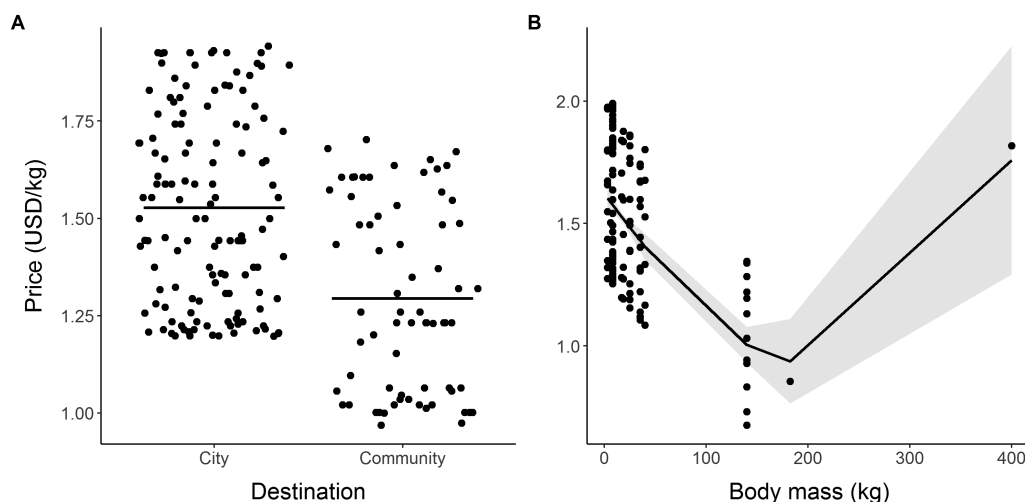 A
Price (USD/kg)
1.75
1.50
1.25
1.00
City
Community
Destination
B
2.0
1.5
1.0
0
100
200
300
400
Body mass (kg)